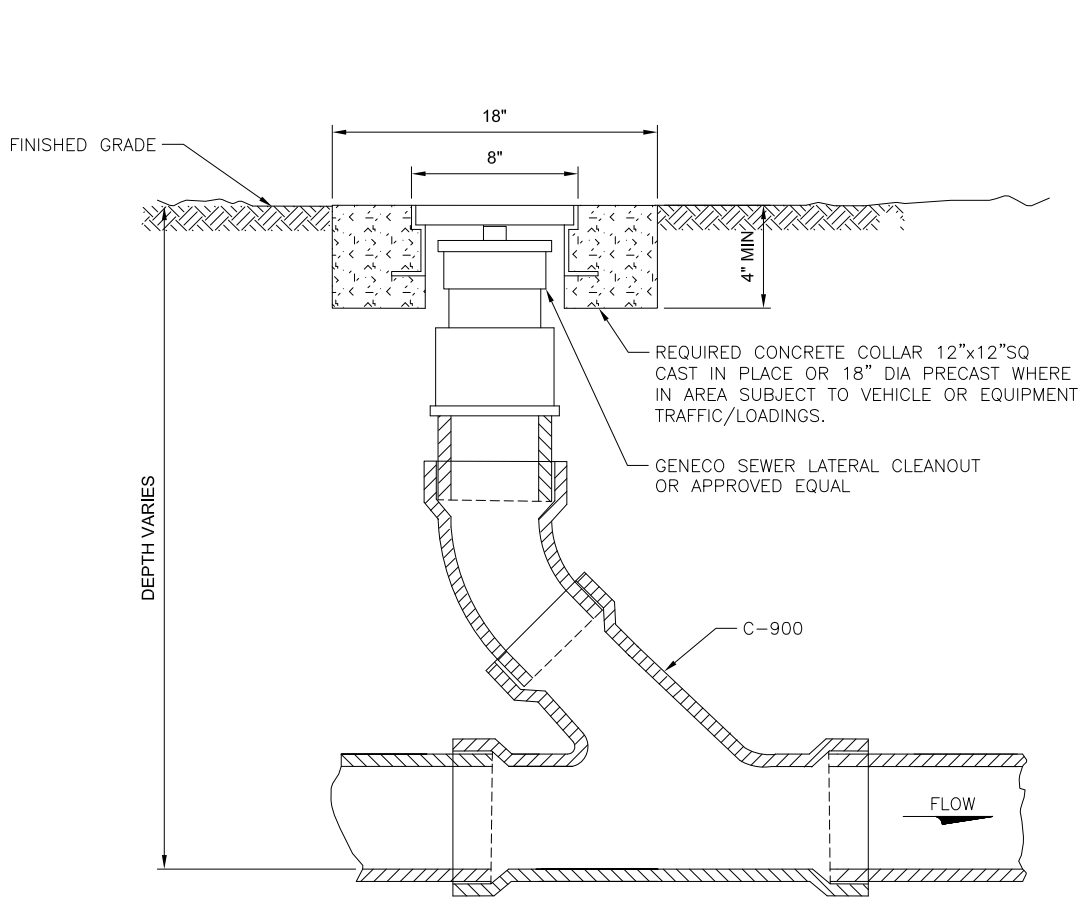 18"
FINISHED GRADE
8"
4" MIN
REQUIRED CONCRETE COLLAR 12"x12"SQ
CAST IN PLACE OR 18" DIA PRECAST WHERE
IN AREA SUBJECT TO VEHICLE OR EQUIPMENT
TRAFFIC/LOADINGS.
GENECO SEWER LATERAL CLEANOUT
OR APPROVED EQUAL
DEPTH VARIES
C-900
FLOW